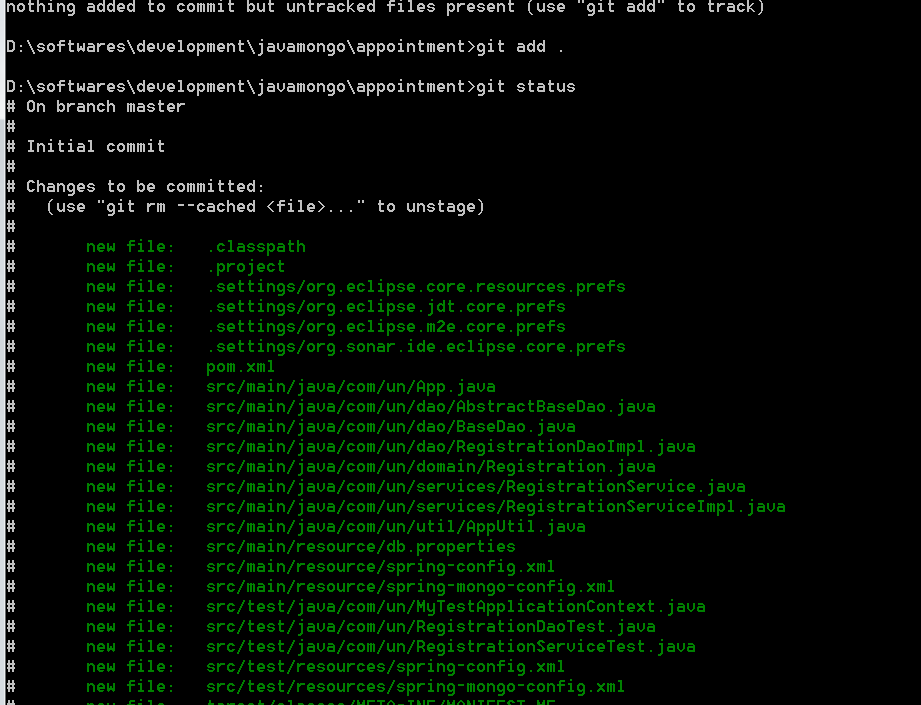 nothing added to commit but untracked files present (use "git add" to track)
D:\softwares\development\javamongo\appointment>git add .
D:\softwares\development\javamongo\appointment>git status
# On branch master
#
# Initial commit
#
# Changes to be committed:
#   (use "git rm --cached <file>..." to unstage)
#
#       new file:   .classpath
#       new file:   .project
#       new file:   .settings/org.eclipse.core.resources.prefs
#       new file:   .settings/org.eclipse.jdt.core.prefs
#       new file:   .settings/org.eclipse.m2e.core.prefs
#       new file:   .settings/org.sonar.ide.eclipse.core.prefs
#       new file:   pom.xml
#       new file:   src/main/java/com/un/App.java
#       new file:   src/main/java/com/un/dao/AbstractBaseDao.java
#       new file:   src/main/java/com/un/dao/BaseDao.java
#       new file:   src/main/java/com/un/dao/RegistrationDaoImpl.java
#       new file:   src/main/java/com/un/domain/Registration.java
#       new file:   src/main/java/com/un/services/RegistrationService.java
#       new file:   src/main/java/com/un/services/RegistrationServiceImpl.java
#       new file:   src/main/java/com/un/util/AppUtil.java
#       new file:   src/main/resource/db.properties
#       new file:   src/main/resource/spring-config.xml
#       new file:   src/main/resource/spring-mongo-config.xml
#       new file:   src/test/java/com/un/MyTestApplicationContext.java
#       new file:   src/test/java/com/un/RegistrationDaoTest.java
#       new file:   src/test/java/com/un/RegistrationServiceTest.java
#       new file:   src/test/resources/spring-config.xml
#       new file:   src/test/resources/spring-mongo-config.xml
#       new file:   target/classes/META-INF/MANIFEST.MF